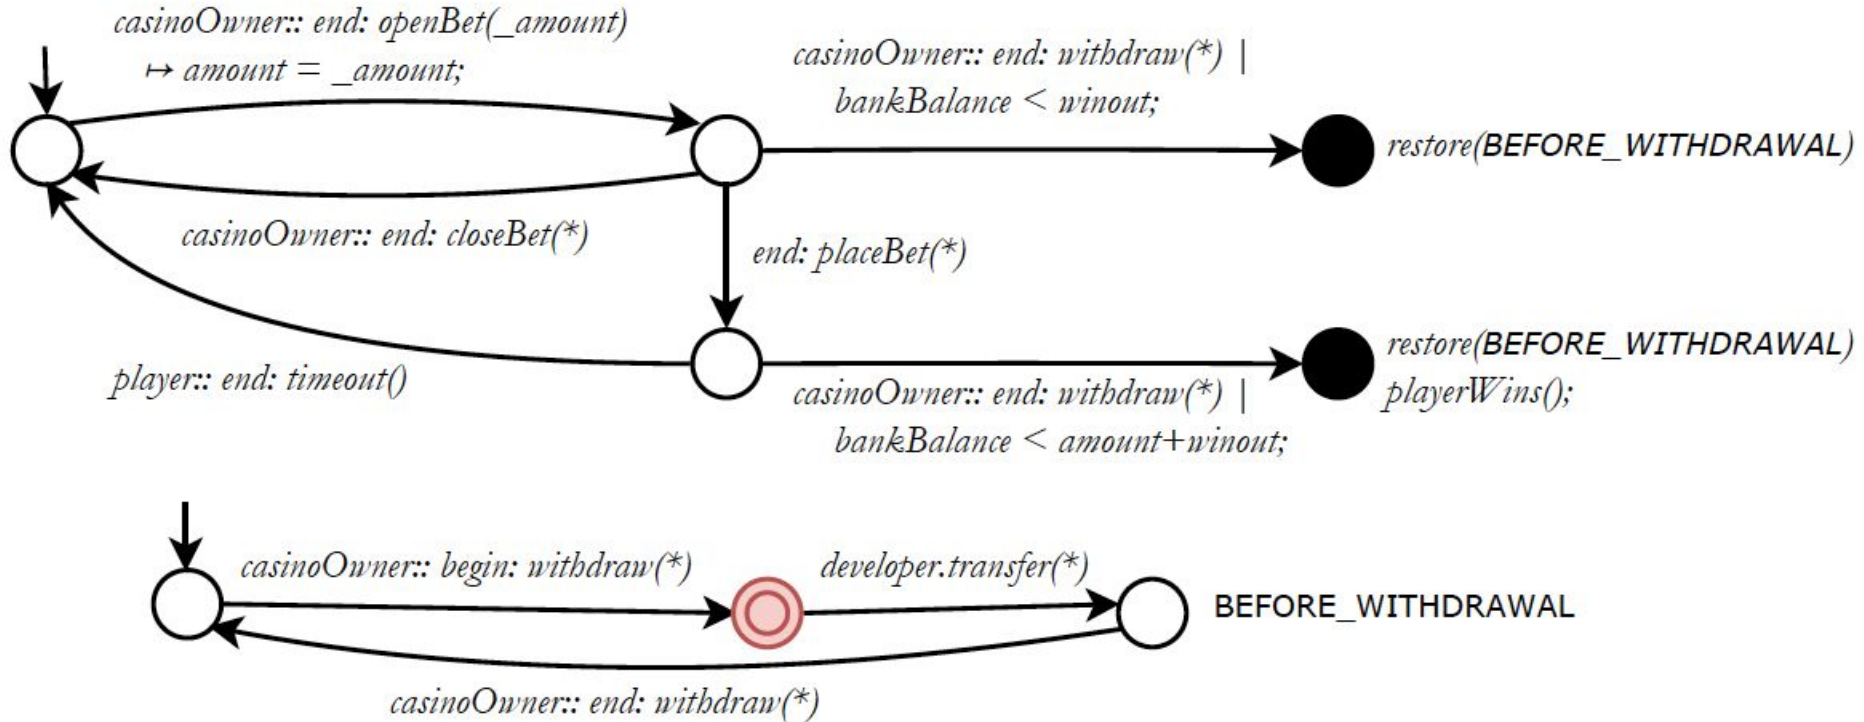 casinoOwner:: end: openBet(_amount)
↦ amount = _amount;
casinoOwner:: end: withdraw(*) |
bankBalance < winout;
restore(BEFORE_WITHDRAWAL)
casinoOwner:: end: closeBet(*)
end: placeBet(*)
player:: end: timeout()
casinoOwner:: end: withdraw(*) |
bankBalance < amount+winout;
restore(BEFORE_WITHDRAWAL)
playerWins();
casinoOwner:: begin: withdraw(*)
developer.transfer(*)
BEFORE_WITHDRAWAL
casinoOwner:: end: withdraw(*)